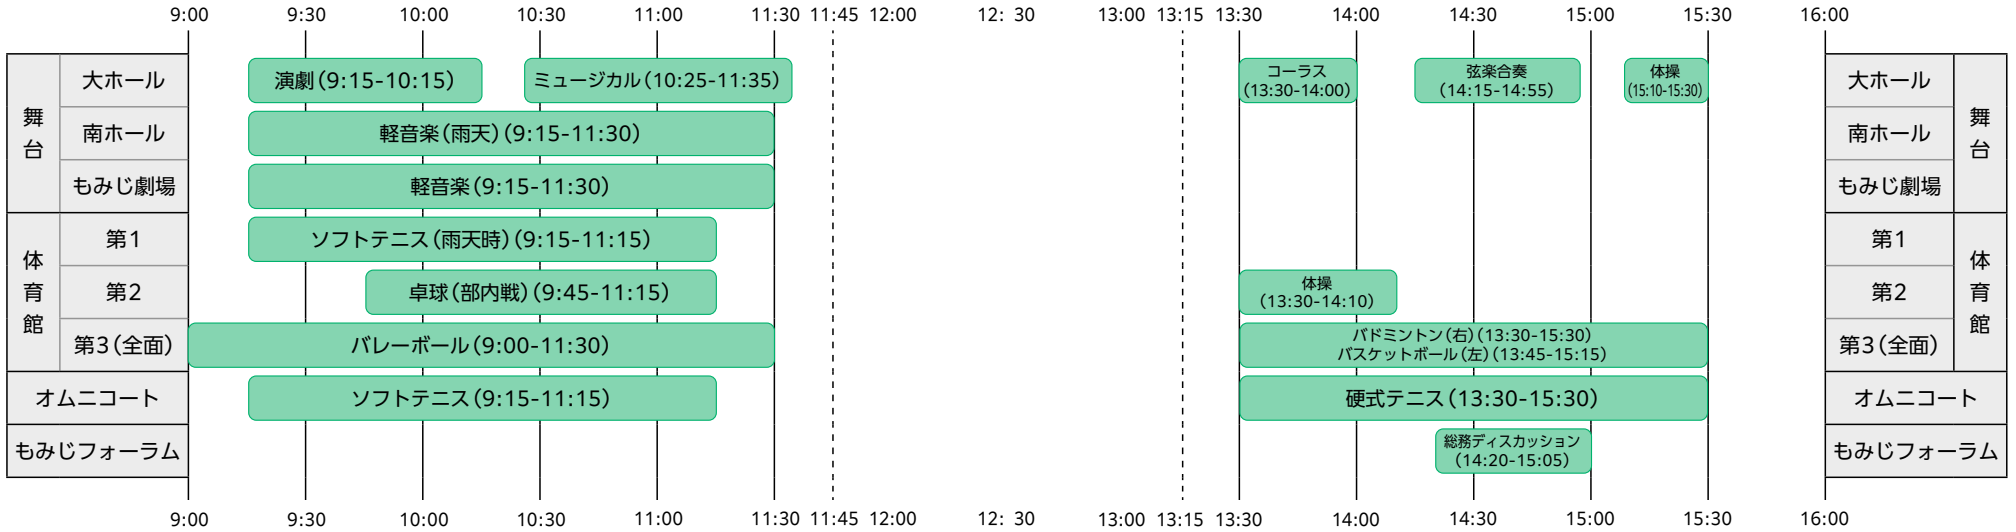 9:00 9:30 10:00 10:30 11:00 11:30 11:45 12:00 12: 30 13:00 13:15 13:30 14:00 14:30 15:00 15:30 16:00
舞台
大ホール
演劇(9:15-10:15)
ミュージカル(10:25-11:35)
コーラス
(13:30-14:00)
弦楽合奏
(14:15-14:55)
体操
(15:10-15:30)
大ホール
舞台
南ホール
軽音楽(雨天)(9:15-11:30)
南ホール
もみじ劇場
軽音楽(9:15-11:30)
もみじ劇場
体育館
第1
ソフトテニス(雨天時)(9:15-11:15)
第1
体育館
第2
卓球(部内戦)(9:45-11:15)
体操
(13:30-14:10)
第2
第3(全面)
バレーボール(9:00-11:30)
バドミントン(右)(13:30-15:30)
バスケットボール(左)(13:45-15:15)
第3(全面)
オムニコート
ソフトテニス(9:15-11:15)
硬式テニス(13:30-15:30)
オムニコート
もみじフォーラム
総務ディスカッション
(14:20-15:05)
もみじフォーラム
9:00 9:30 10:00 10:30 11:00 11:30 11:45 12:00 12: 30 13:00 13:15 13:30 14:00 14:30 15:00 15:30 16:00